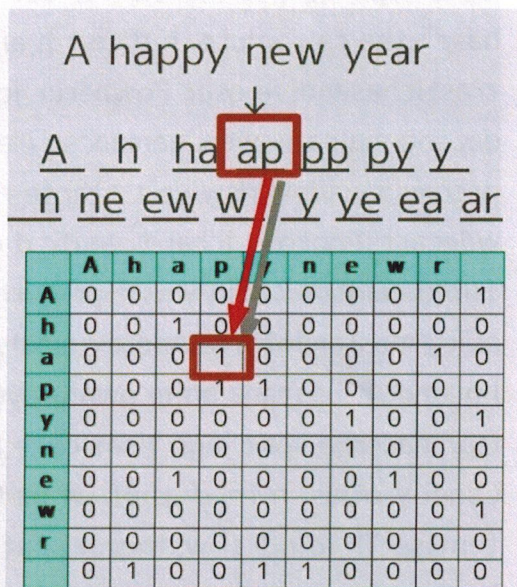 A happy new year
↓
A h ha ap pp py y
n ne ew w y ye ea ar
A h a p y n e w r
A 0 0 0 0 0 0 0 0 0 1
h 0 0 1 0 0 0 0 0 0 0
a 0 0 0 1 0 0 0 0 1 0
p 0 0 0 1 1 0 0 0 0 0
y 0 0 0 0 0 0 1 0 0 1
n 0 0 0 0 0 0 1 0 0 0
e 0 0 1 0 0 0 0 1 0 0
w 0 0 0 0 0 0 0 0 0 1
r 0 0 0 0 0 0 0 0 0 0
0 1 0 0 1 1 0 0 0 0